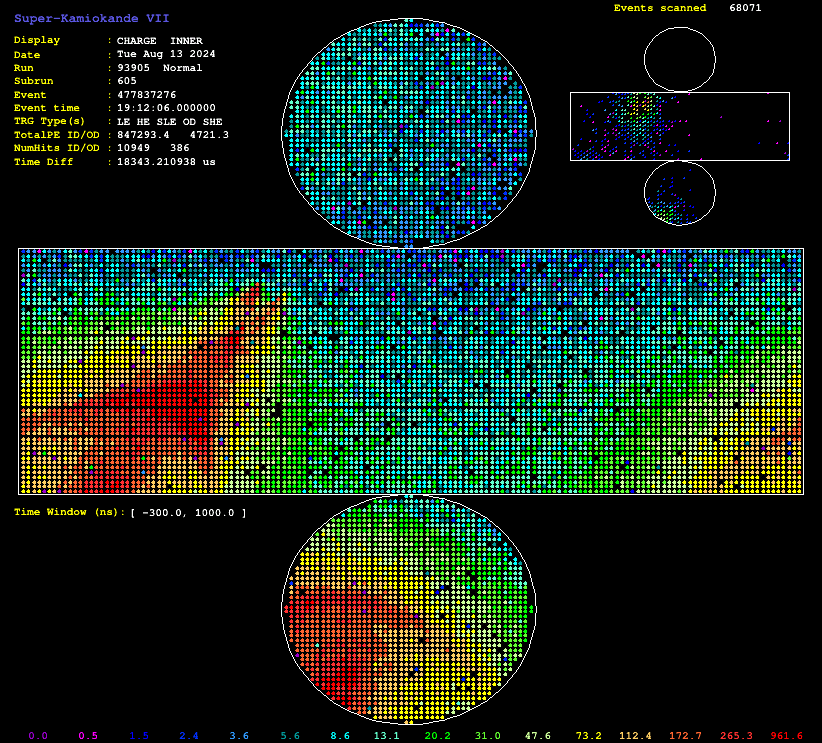 Events scanned 68071
Super-Kamiokande VII
Display : CHARGE INNER
Date : Tue Aug 13 2024
Run : 93905 Normal
Subrun : 605
Event : 477837276
Event time : 19:12:06.000000
TRG Type(s) : LE HE SLE OD SHE
TotalPE ID/OD : 847293.4 4721.3
NumHits ID/OD : 10949 386
Time Diff : 18343.210938 us
Time Window (ns): [ -300.0, 1000.0 ]
0.0 0.5 1.5 2.4 3.6 5.6 8.6 13.1 20.2 31.0 47.6 73.2 112.4 172.7 265.3 961.6